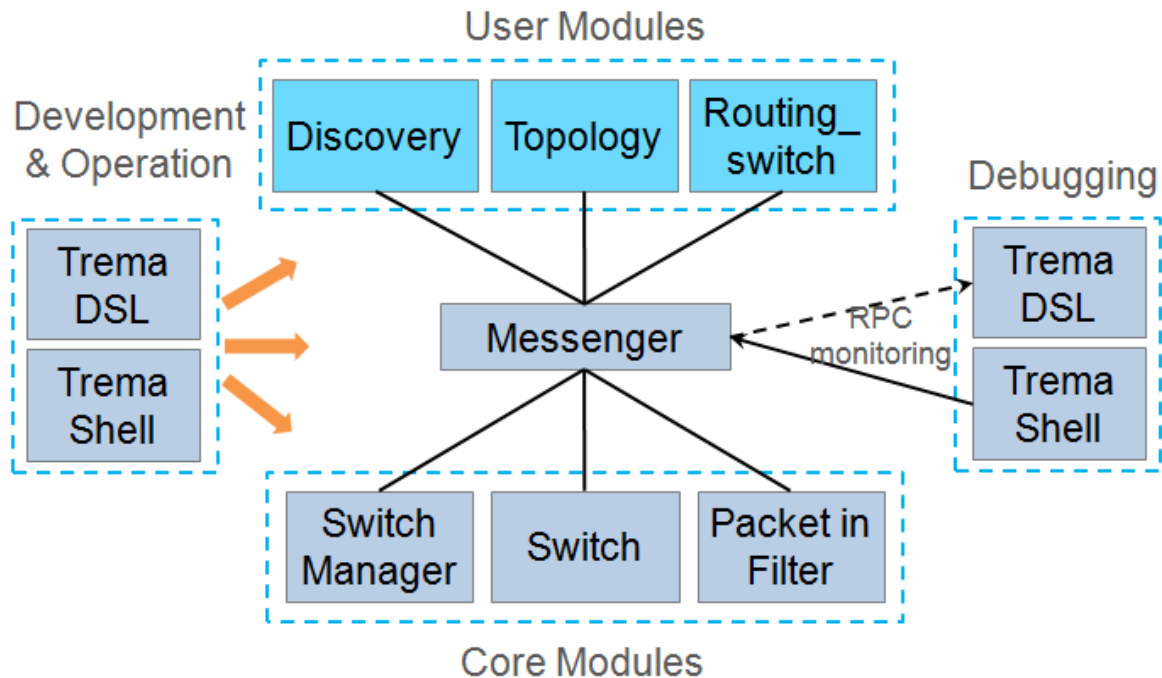 User Modules
Development
& Operation
Discovery
Topology
Routing_
switch
Debugging
Trema
DSL
Trema
Shell
Messenger
RPC
monitoring
Trema
DSL
Trema
Shell
Switch
Manager
Switch
Packet in
Filter
Core Modules